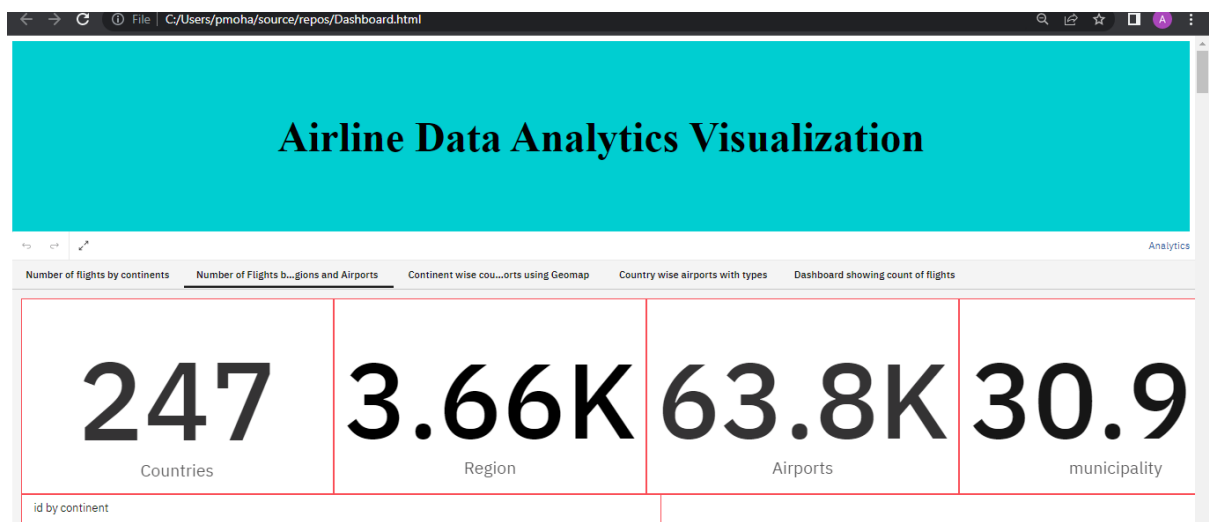 File C:/Users/pmoha/source/repos/Dashboard.html A
Airline Data Analytics Visualization
Analytics
Number of flights by continents Number of Flights b...gions and Airports Continent wise cou...orts using Geomap Country wise airports with types Dashboard showing count of flights
247 3.66K 63.8K 30.9
Countries Region Airports municipality
id by continent